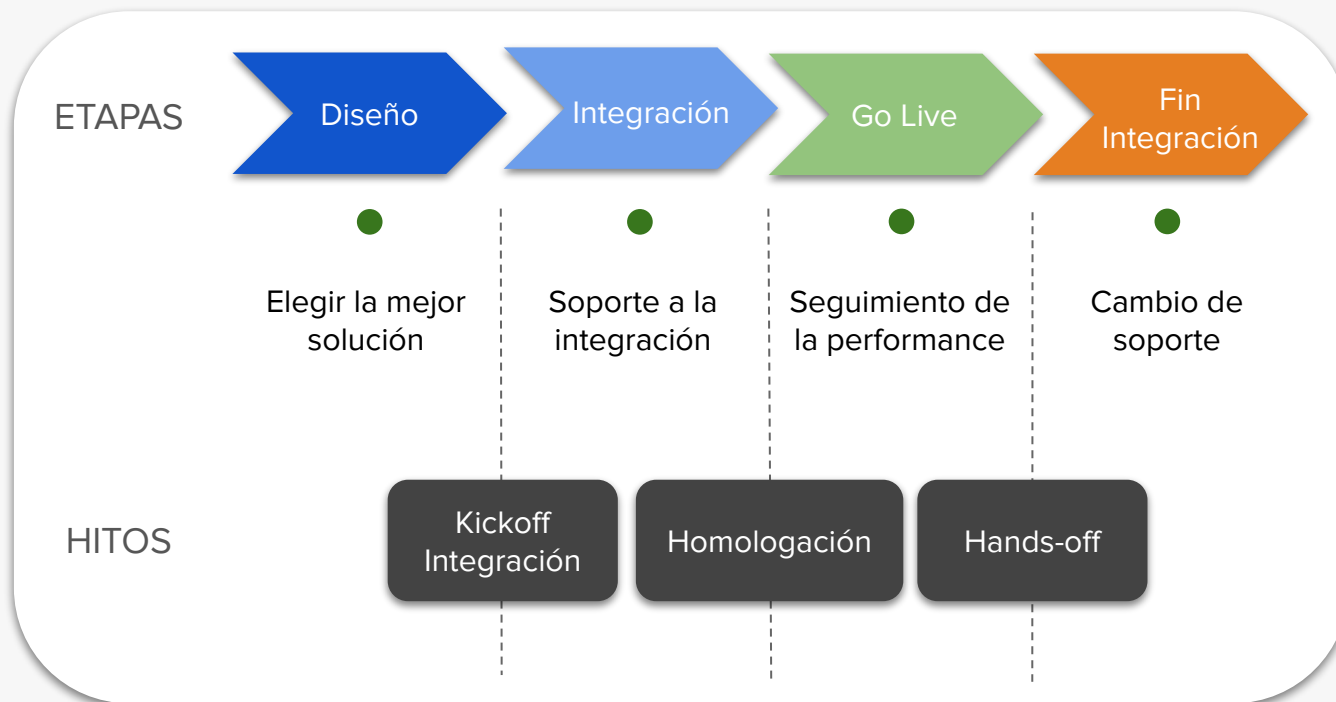 ETAPAS
Diseño
Integración
Go Live
Fin
Integración
Elegir la mejor
solución
Soporte a la
integración
Seguimiento de
la performance
Cambio de
soporte
HITOS
Kickoff
Integración
Homologación
Hands-off